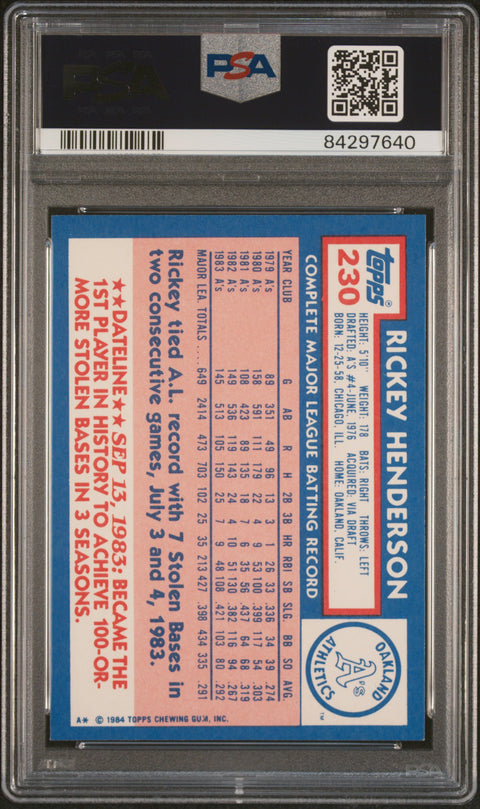 PSA
PSA
84297640
topps®
230
RICKEY HENDERSON
HEIGHT: 5'10" WEIGHT: 178 BATS: RIGHT THROWS: LEFT
DRAFTED: A'S #4-JUNE, 1976 ACQUIRED: VIA DRAFT
BORN: 12-25-58, CHICAGO, ILL. HOME: OAKLAND, CALIF.
OAKLAND
A's
ATHLETICS
TM
COMPLETE MAJOR LEAGUE BATTING RECORD
YEAR CLUB G AB R H 2B 3B HR RBI SB SLG. BB SO AVG.
1979 A's 89 351 49 96 13 3 1 26 33 .336 34 39 .274
1980 A's 158 591 111 179 22 4 9 53 100 .399 117 54 .303
1981 A's 108 423 89 135 18 7 6 35 56 .437 64 68 .319
1982 A's 149 536 119 143 24 4 10 51 130 .382 116 94 .267
1983 A's 145 513 105 150 25 7 9 48 108 .421 103 80 .292
MAJOR LEA. TOTALS .... 649 2414 473 703 102 25 35 213 427 .398 434 335 .291
Rickey tied A.L. record with 7 Stolen Bases in
two consecutive games, July 3 and 4, 1983.
★★DATELINE★★ SEP 13, 1983: BECAME THE
1ST PLAYER IN HISTORY TO ACHIEVE 100-OR-
MORE STOLEN BASES IN 3 SEASONS.
A* © 1984 TOPPS CHEWING GUM, INC.